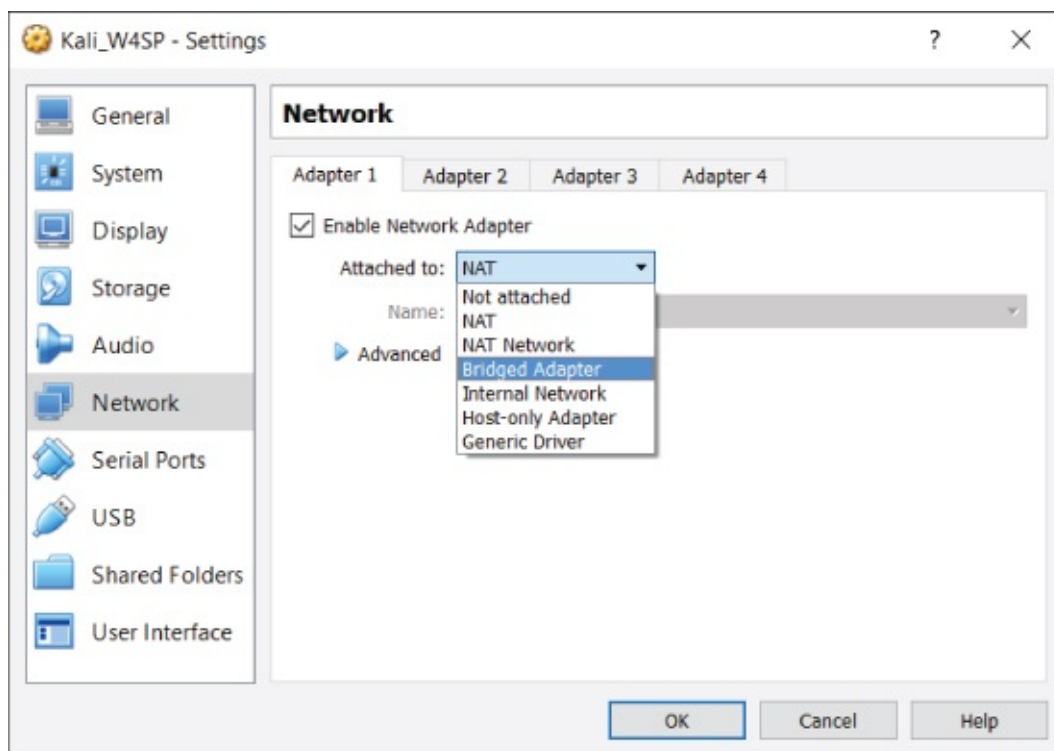 Kali_W4SP - Settings
?
General
System
Display
Storage
Audio
Network
Serial Ports
USB
Shared Folders
User Interface
Network
Adapter 1 Adapter 2 Adapter 3 Adapter 4
Enable Network Adapter
Attached to: NAT
Not attached
Name:
NAT
Advanced
NAT Network
Bridged Adapter
Internal Network
Host-only Adapter
Generic Driver
OK Cancel Help